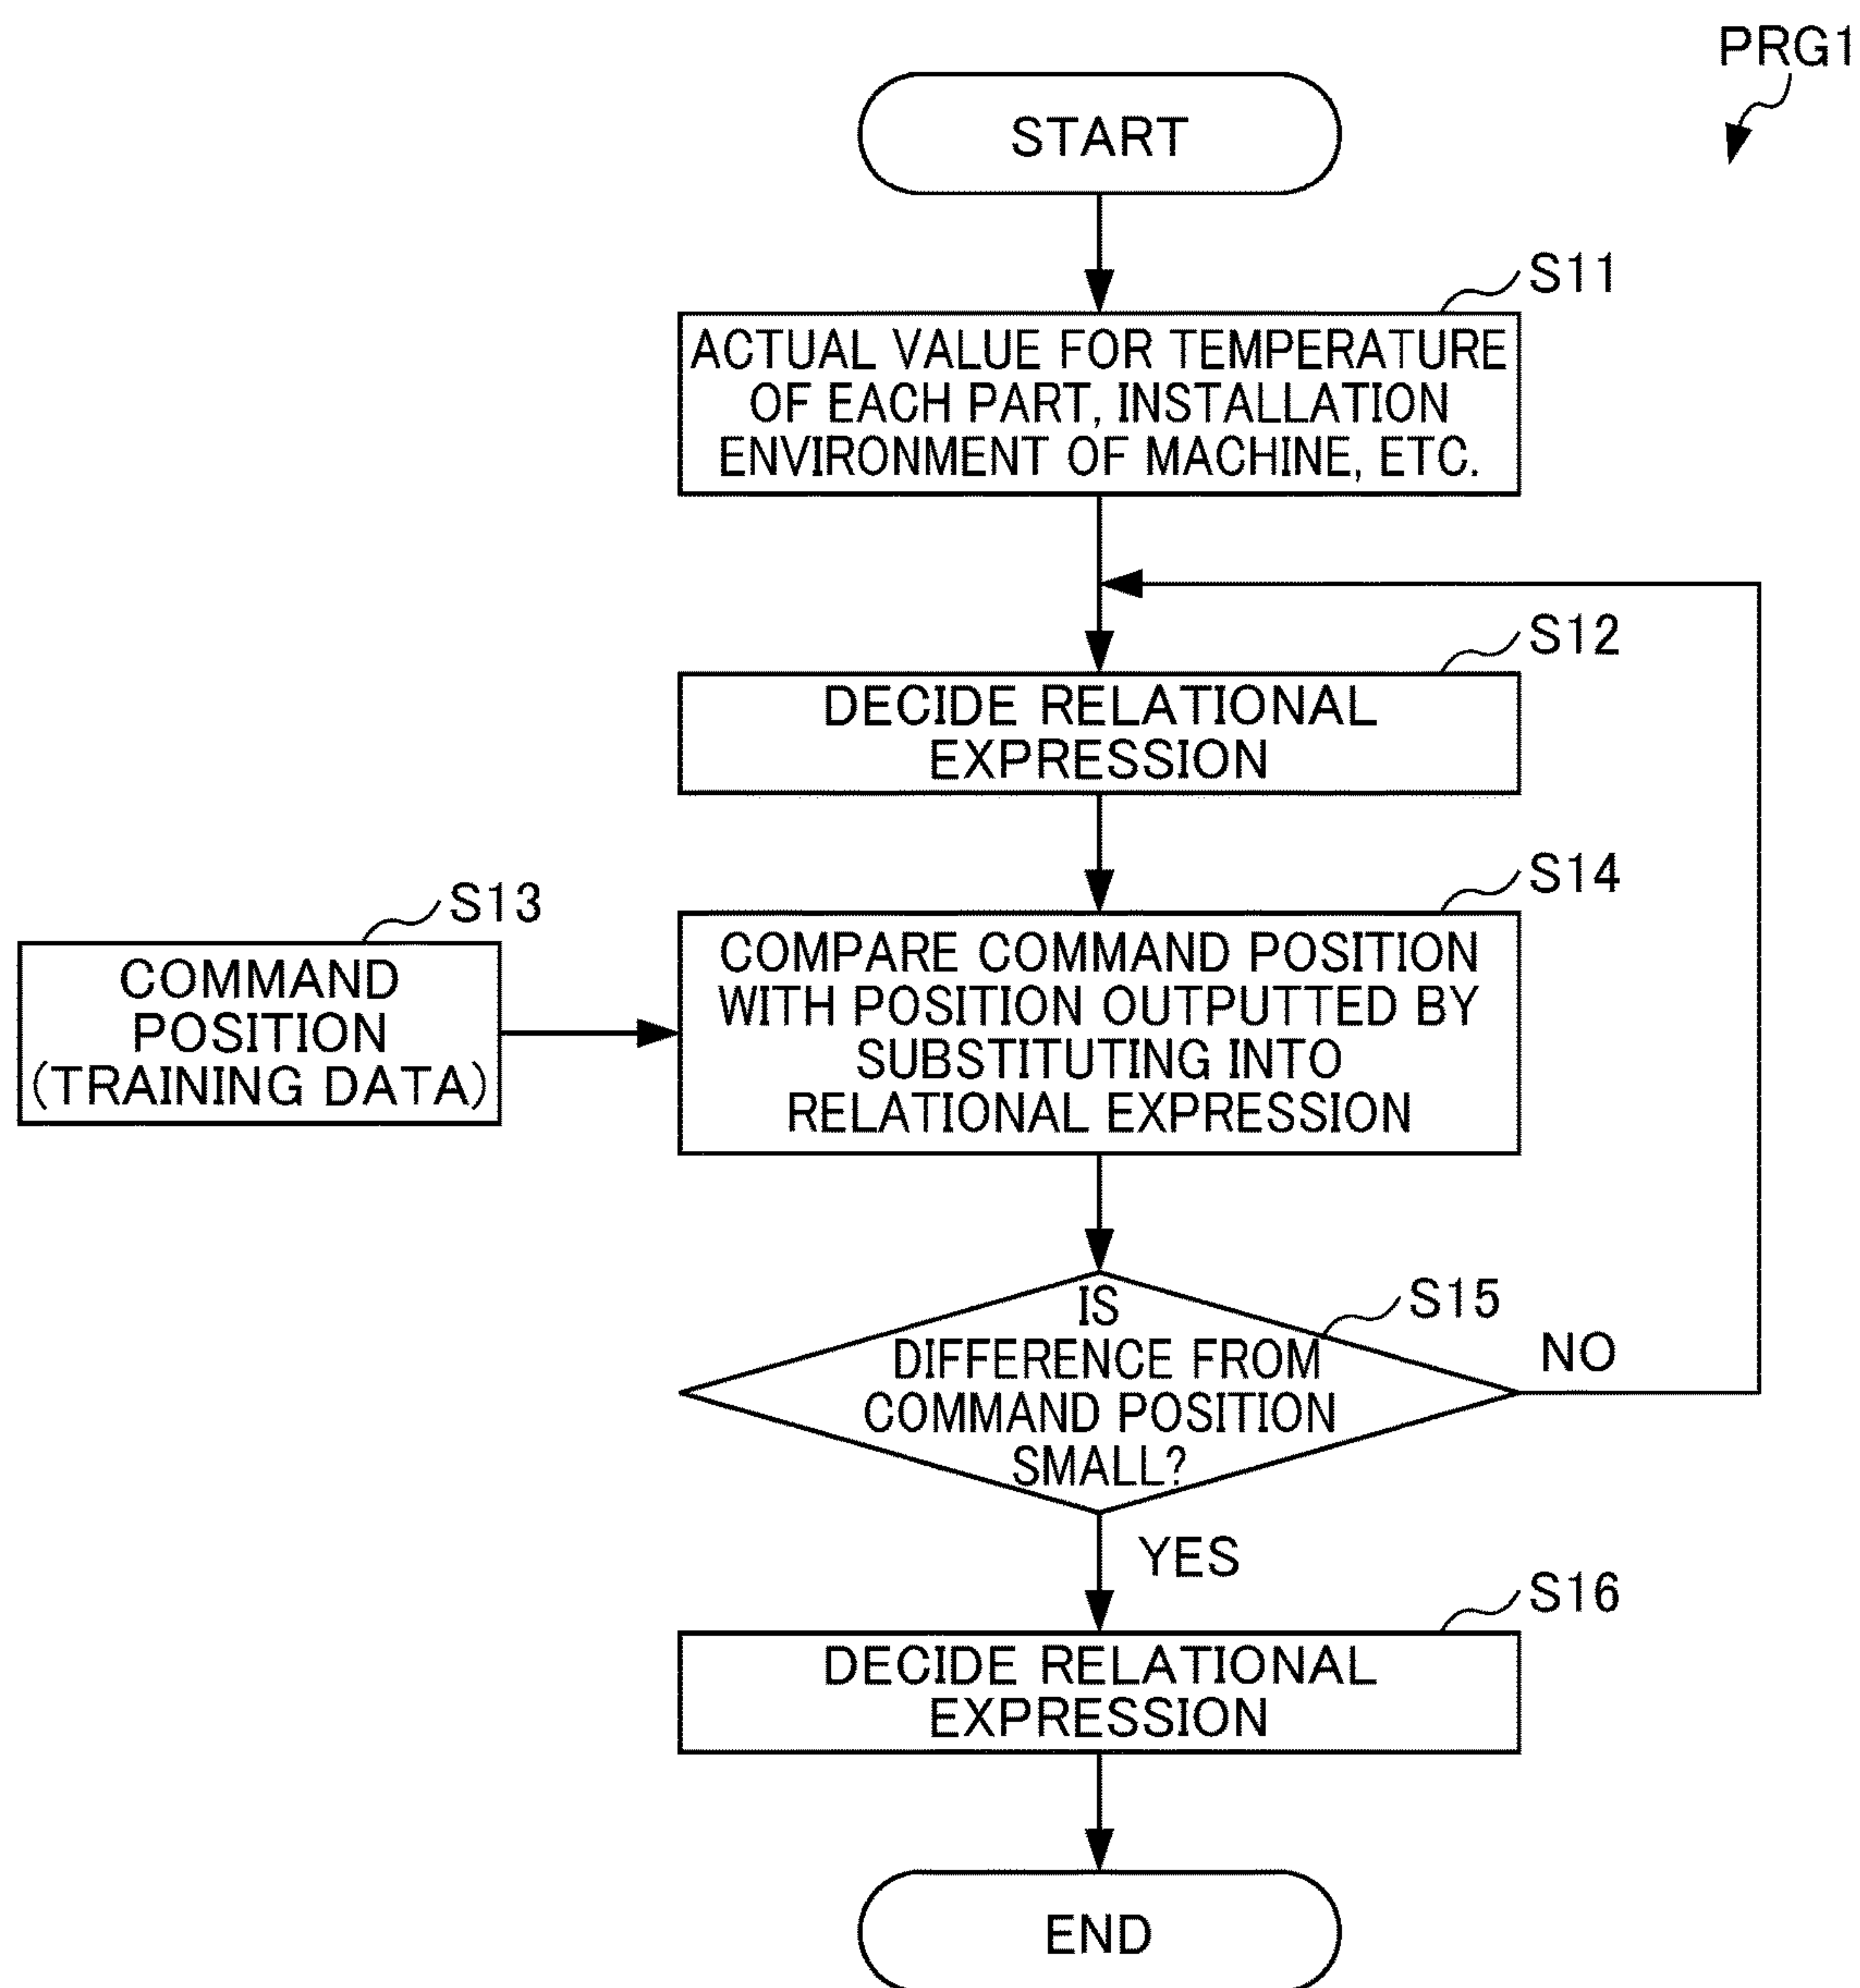 PRG1
START
S11
ACTUAL VALUE FOR TEMPERATURE
OF EACH PART, INSTALLATION
ENVIRONMENT OF MACHINE, ETC.
S12
DECIDE RELATIONAL
EXPRESSION
S13
COMMAND
POSITION
(TRAINING DATA)
S14
COMPARE COMMAND POSITION
WITH POSITION OUTPUTTED BY
SUBSTITUTING INTO
RELATIONAL EXPRESSION
S15
IS
DIFFERENCE FROM
COMMAND POSITION
SMALL?
NO
YES
S16
DECIDE RELATIONAL
EXPRESSION
END